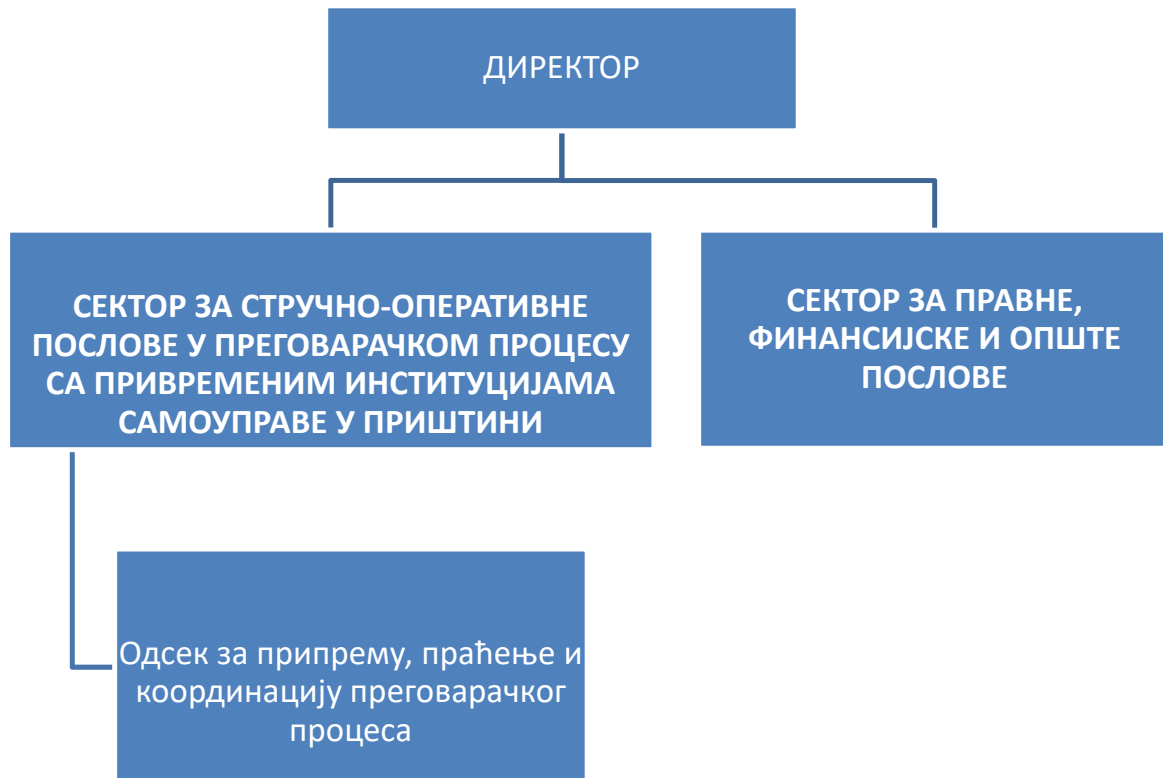 ДИРЕКТОР
СЕКТОР ЗА СТРУЧНО-ОПЕРАТИВНЕ
ПОСЛОВЕ У ПРЕГОВАРАЧКОМ ПРОЦЕСУ
СА ПРИВРЕМЕНИМ ИНСТИТУЦИЈАМА
САМОУПРАВЕ У ПРИШТИНИ
СЕКТОР ЗА ПРАВНЕ,
ФИНАНСИЈСКЕ И ОПШТЕ
ПОСЛОВЕ
Одсек за припрему, праћење и
координацију преговарачког
процеса